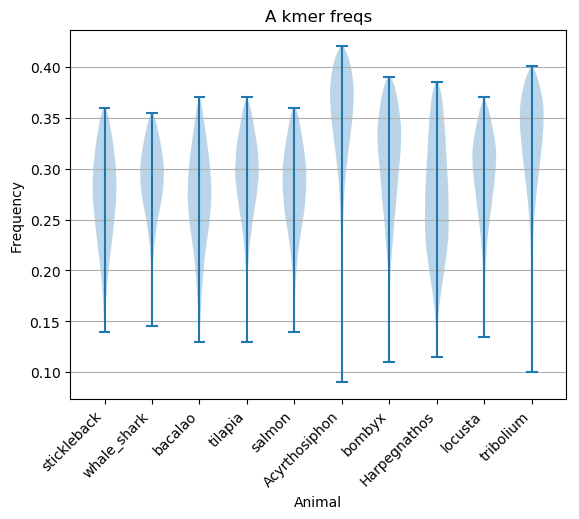 A kmer freqs
0.40
0.35
0.30
0.25
0.20
0.15
0.10
Frequency
stickleback
whale_shark
bacalao
tilapia
salmon
Acyrthosiphon
bombyx
Harpegnathos
locusta
tribolium
Animal